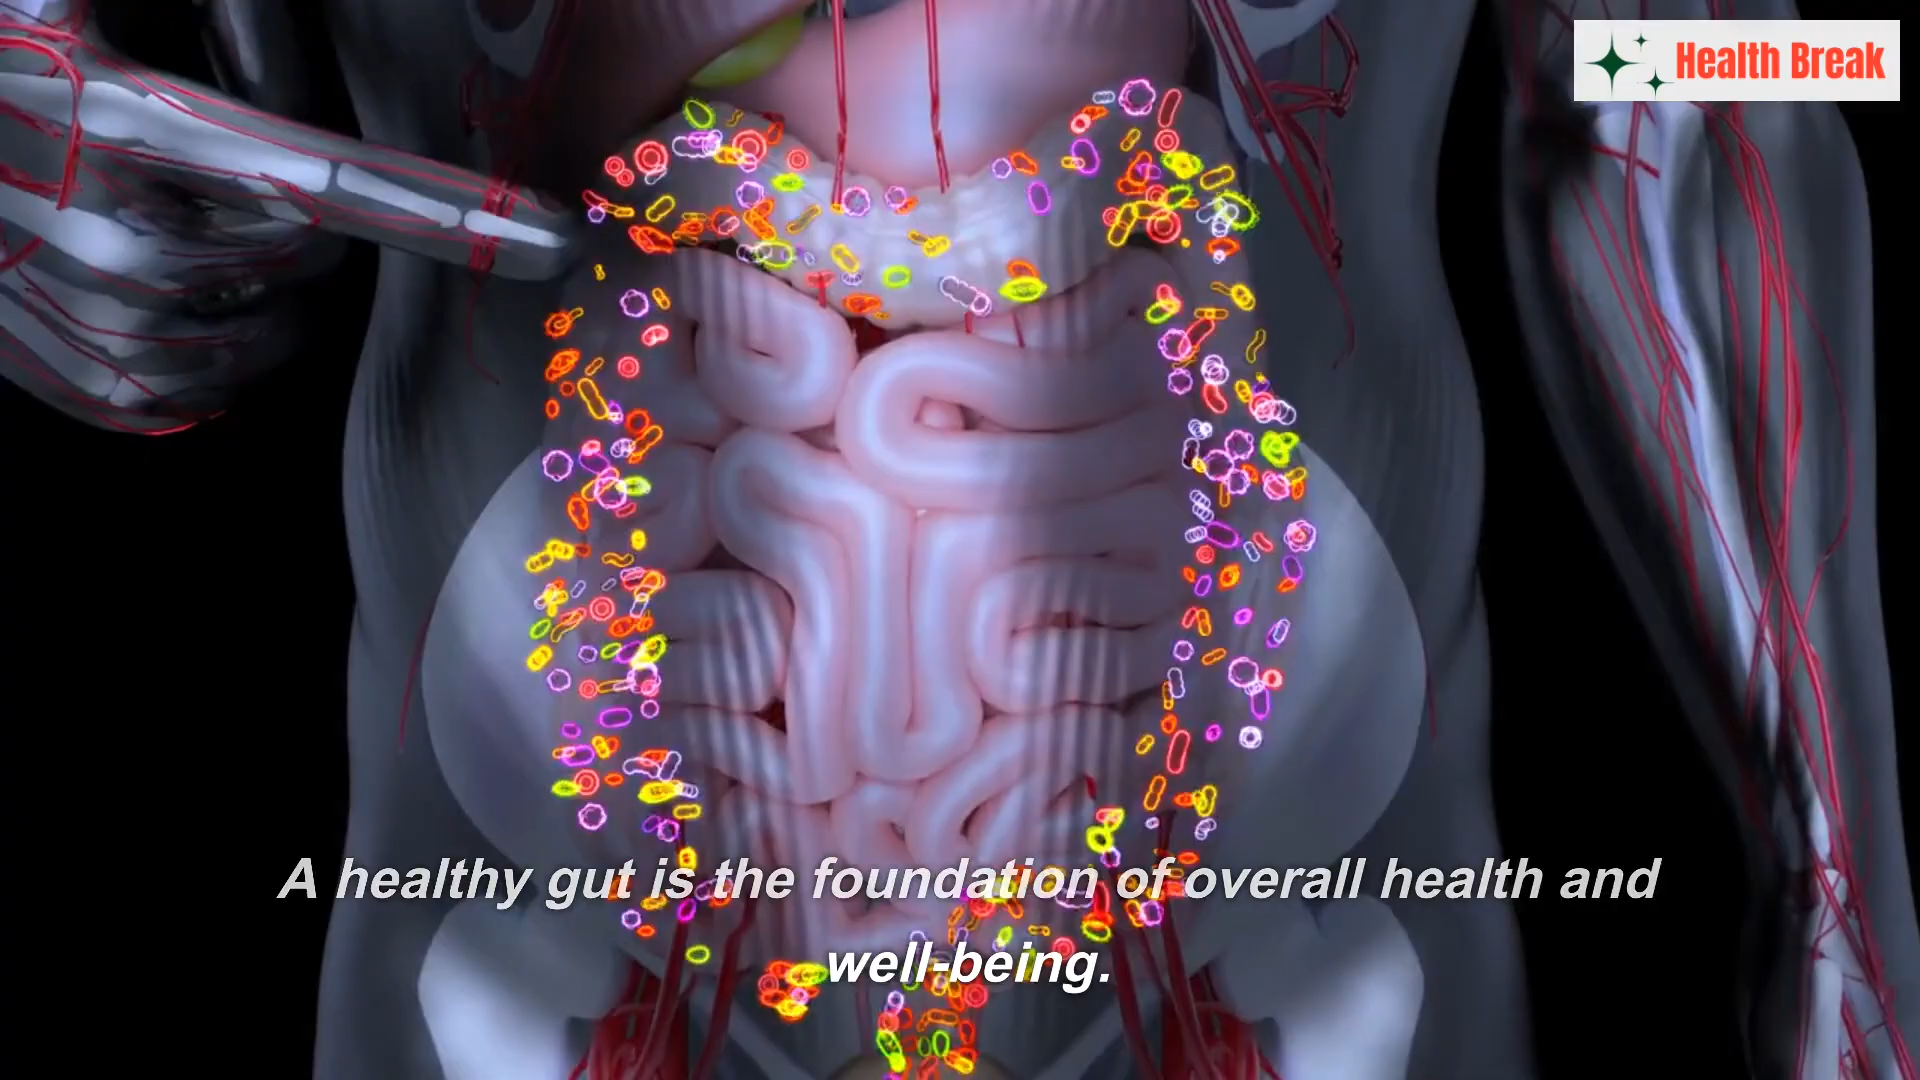 Health Break
A healthy gut is the foundation of overall health and
well-being.